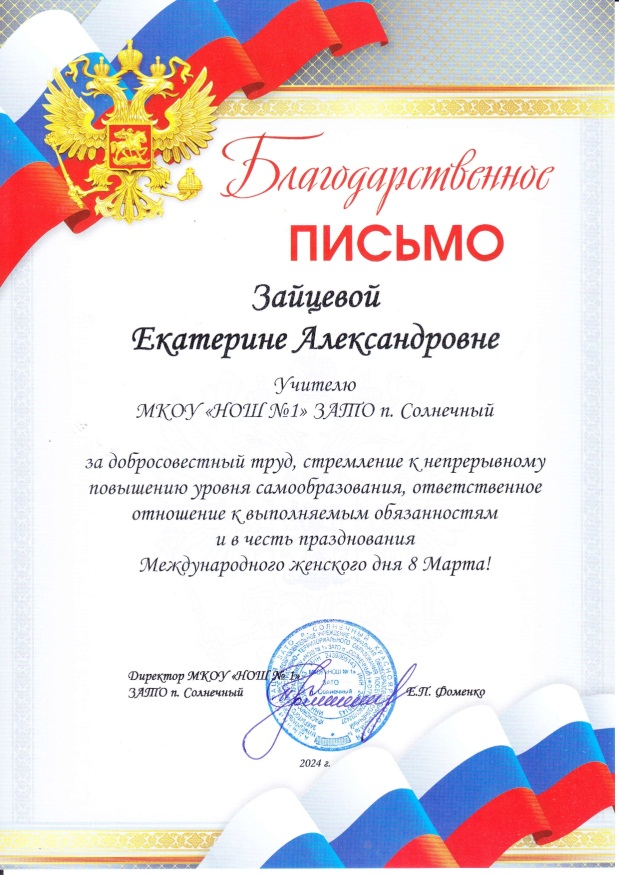 Благодарственное
ПИСЬМО
Зайцевой
Екатерине Александровне
Учителю
МКОУ «НОШ №1» ЗАТО п. Солнечный
за добросовестный труд, стремление к непрерывному
повышению уровня самообразования, ответственное
отношение к выполняемым обязанностям
и в честь празднования
Международного женского дня 8 Марта!
Директор МКОУ «НОШ № 1»
ЗАТО п. Солнечный
Е.П. Фоменко
2024 г.